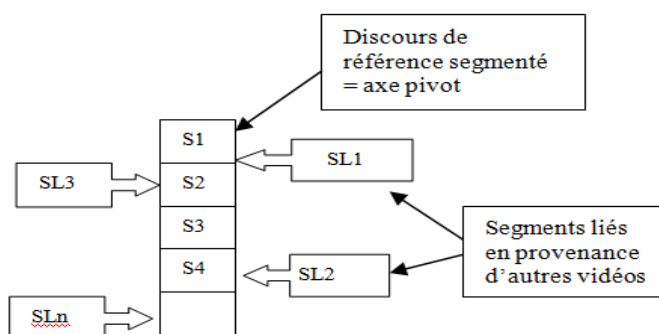 Discours de
référence segmenté
= axe pivot
S1
SL1
SL3
S2
S3
Segments liés
en provenance
d'autres vidéos
S4
SL2
SLn